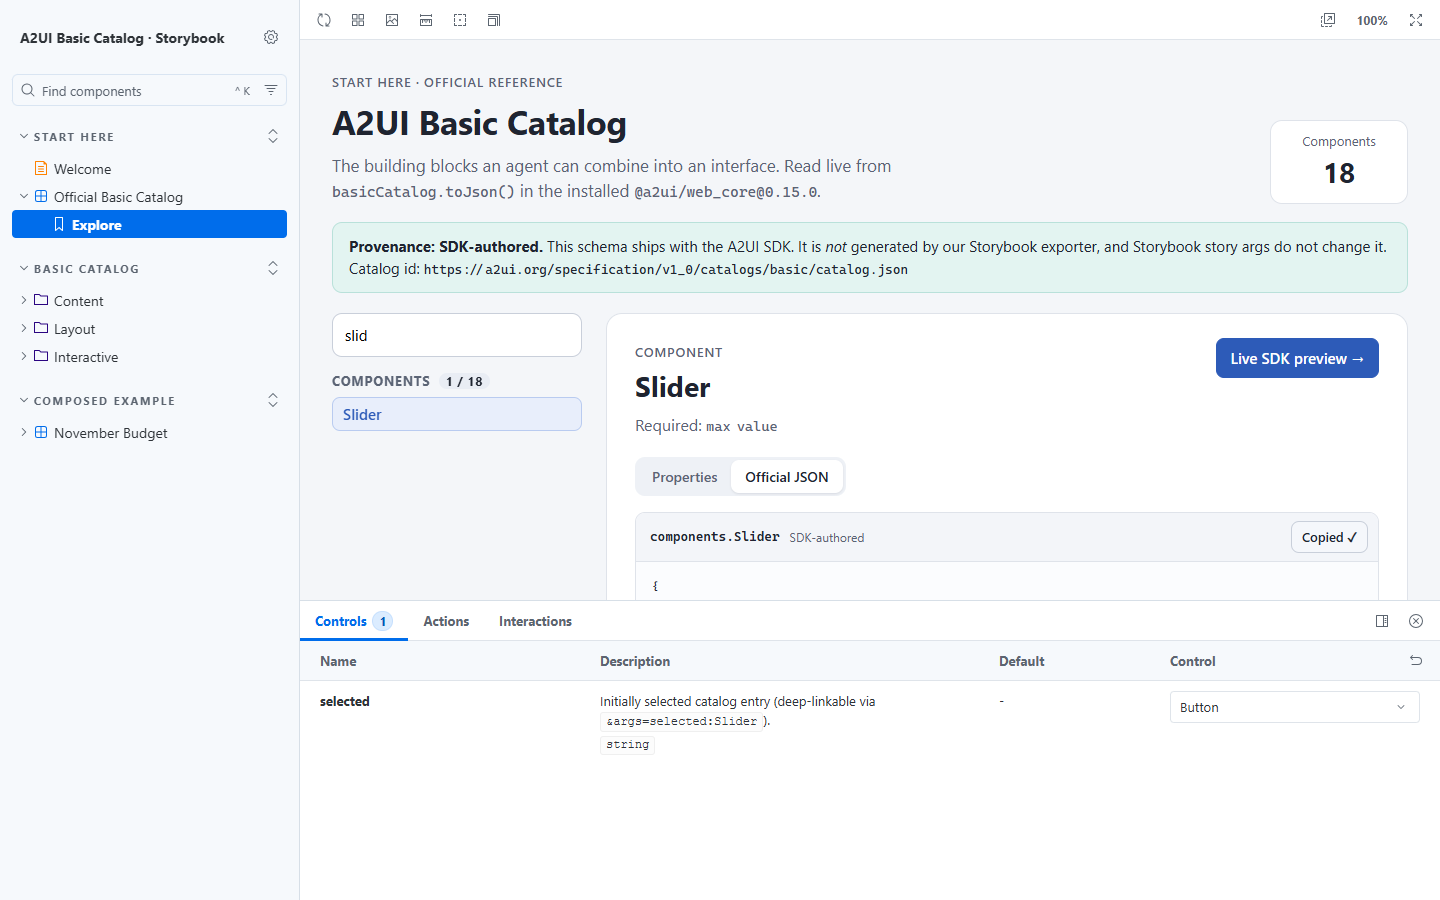 A2UI Basic Catalog · Storybook
Find components
^ K
START HERE
Welcome
Official Basic Catalog
Explore
BASIC CATALOG
Content
Layout
Interactive
COMPOSED EXAMPLE
November Budget
100%
START HERE · OFFICIAL REFERENCE
A2UI Basic Catalog
The building blocks an agent can combine into an interface. Read live from
basicCatalog.toJson() in the installed @a2ui/web_core@0.15.0.
Components
18
Provenance: SDK-authored. This schema ships with the A2UI SDK. It is not generated by our Storybook exporter, and Storybook story args do not change it.
Catalog id: https://a2ui.org/specification/v1_0/catalogs/basic/catalog.json
slid
COMPONENTS 1 / 18
Slider
COMPONENT
Slider
Required: max value
Live SDK preview →
Properties
Official JSON
components.Slider SDK-authored
Copied ✓
{
Controls 1
Actions
Interactions
Name
Description
Default
Control
selected
Initially selected catalog entry (deep-linkable via
&args=selected:Slider ).
string
-
Button